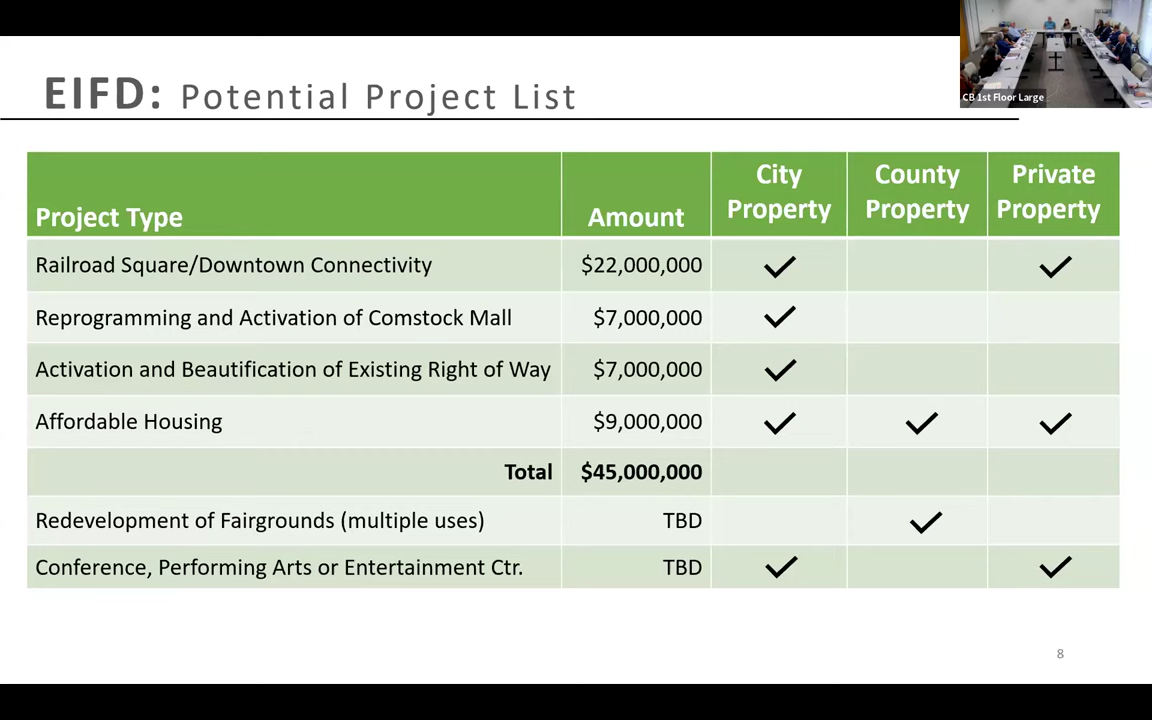 CB 1st Floor Large
EIFD: Potential Project List
Project Type Amount City Property County Property Private Property
Railroad Square/Downtown Connectivity $22,000,000 ✓ ✓
Reprogramming and Activation of Comstock Mall $7,000,000 ✓
Activation and Beautification of Existing Right of Way $7,000,000 ✓
Affordable Housing $9,000,000 ✓ ✓ ✓
Total $45,000,000
Redevelopment of Fairgrounds (multiple uses) TBD ✓
Conference, Performing Arts or Entertainment Ctr. TBD ✓ ✓
8